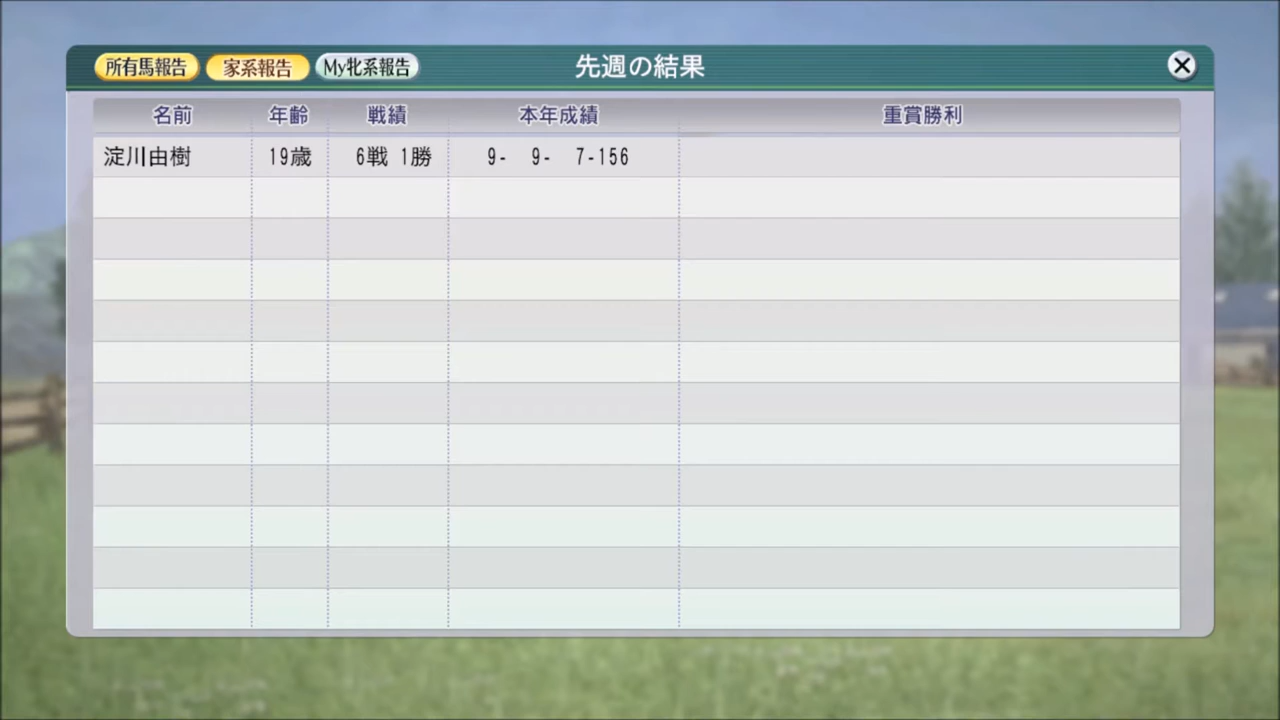 所有馬報告 家系報告 My牝系報告 先週の結果
名前 年齢 戦績 本年成績 重賞勝利
淀川由樹 19歳 6戦 1勝 9- 9- 7-156